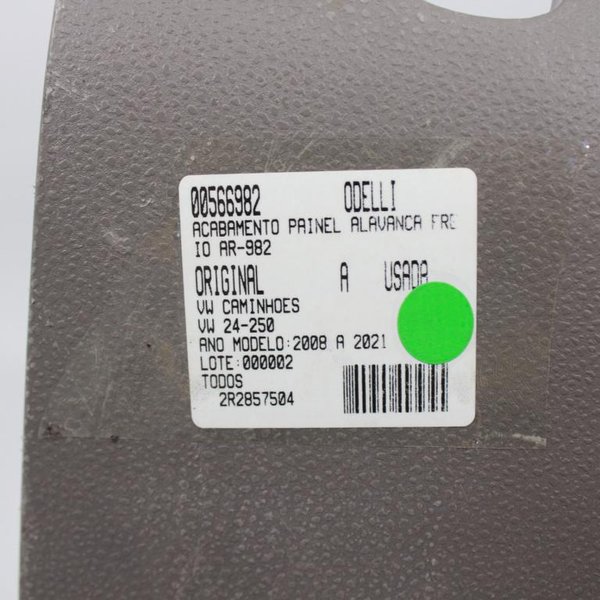 00566982 ODELLI
ACABAMENTO PAINEL ALAVANCA FRE
IO AR-982
ORIGINAL A USADA
VW CAMINHOES
VW 24-250
ANO MODELO:2008 A 2021
LOTE:000002
TODOS
2R2857504